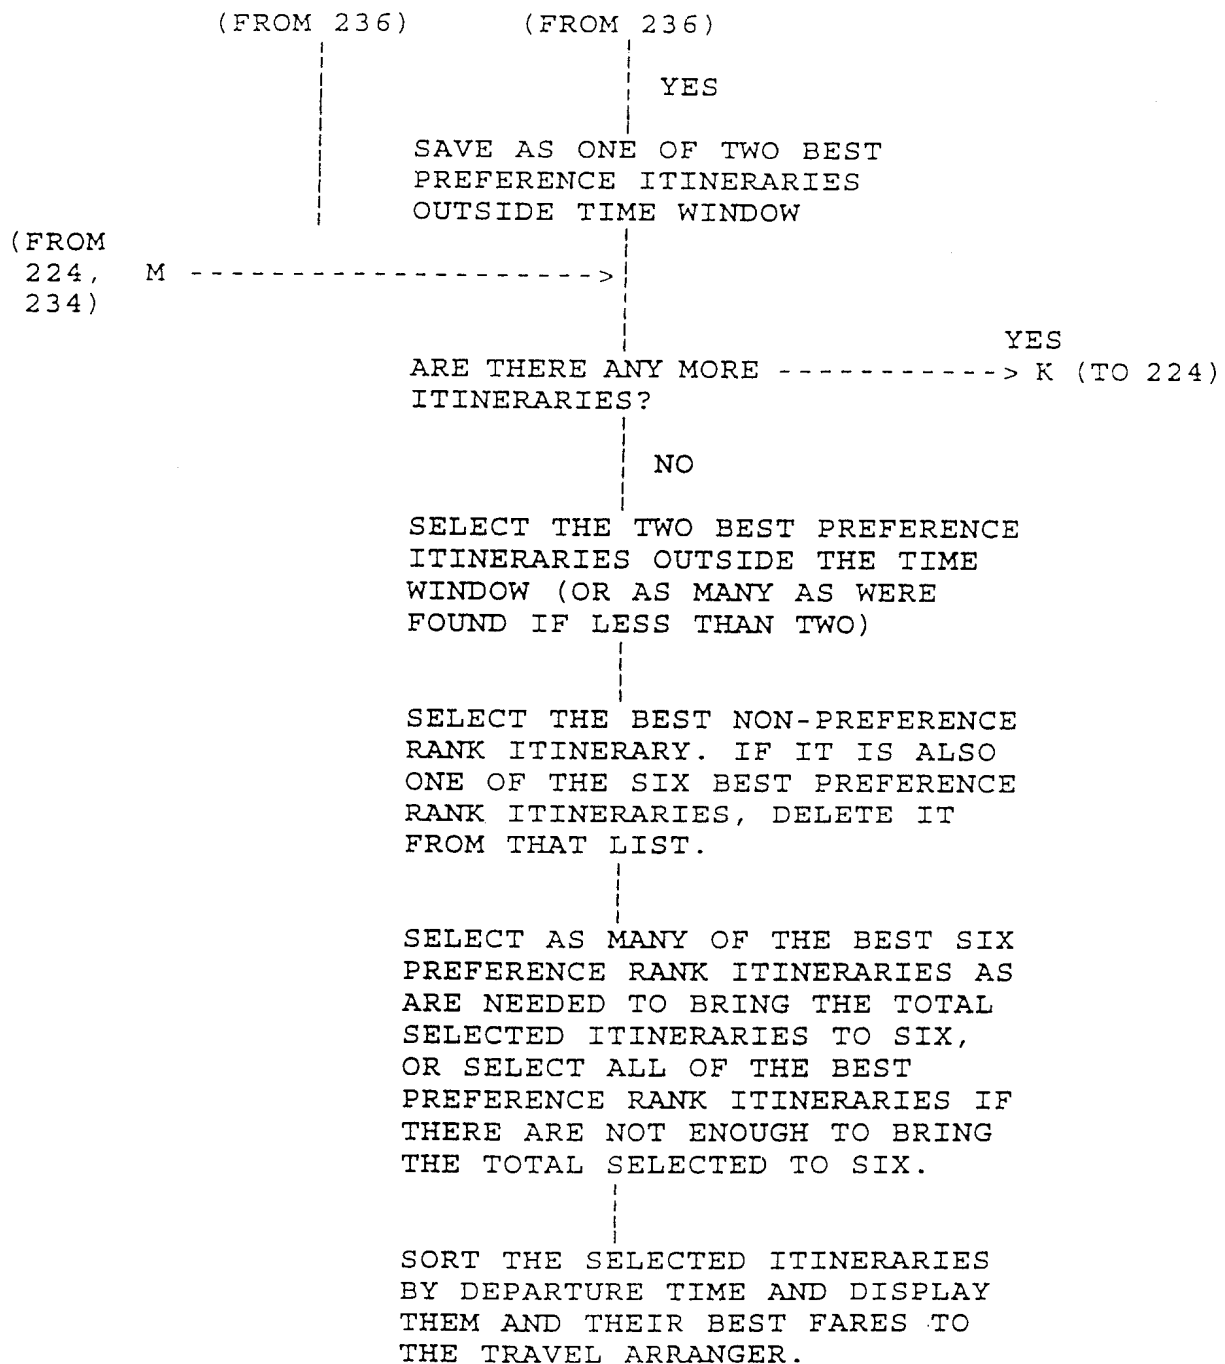 (FROM 236) (FROM 236)
YES
SAVE AS ONE OF TWO BEST
PREFERENCE ITINERARIES
OUTSIDE TIME WINDOW
(FROM
224, M
234)
YES
ARE THERE ANY MORE K (TO 224)
ITINERARIES?
NO
SELECT THE TWO BEST PREFERENCE
ITINERARIES OUTSIDE THE TIME
WINDOW (OR AS MANY AS WERE
FOUND IF LESS THAN TWO)
SELECT THE BEST NON-PREFERENCE
RANK ITINERARY. IF IT IS ALSO
ONE OF THE SIX BEST PREFERENCE
RANK ITINERARIES, DELETE IT
FROM THAT LIST.
SELECT AS MANY OF THE BEST SIX
PREFERENCE RANK ITINERARIES AS
ARE NEEDED TO BRING THE TOTAL
SELECTED ITINERARIES TO SIX,
OR SELECT ALL OF THE BEST
PREFERENCE RANK ITINERARIES IF
THERE ARE NOT ENOUGH TO BRING
THE TOTAL SELECTED TO SIX.
SORT THE SELECTED ITINERARIES
BY DEPARTURE TIME AND DISPLAY
THEM AND THEIR BEST FARES TO
THE TRAVEL ARRANGER.